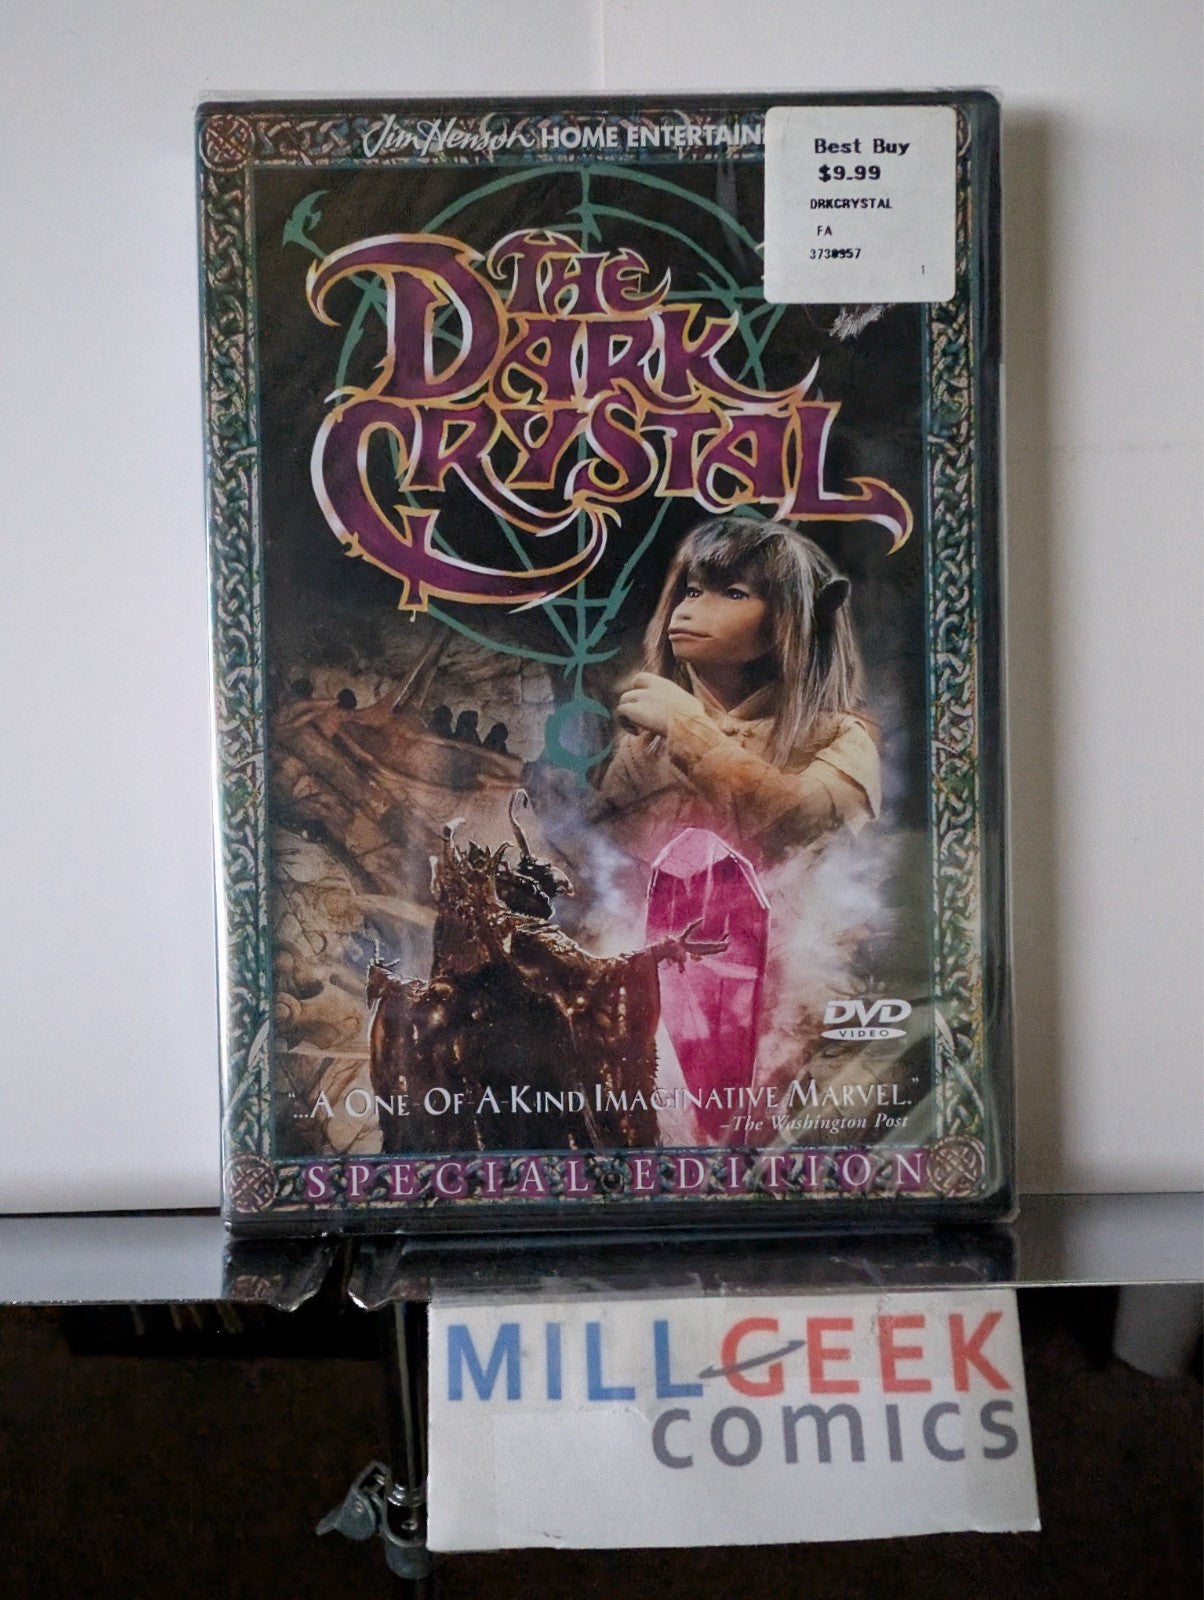 Jim Henson HOME ENTERTAIN
Best Buy
$9.99
DRKCRYSTAL
FA
3730957
1
THE
DARK
CRYSTAL
DVD
VIDEO
"...A ONE OF A-KIND IMAGINATIVE MARVEL."
–The Washington Post
SPECIAL EDITION
MILLGEEK
comics